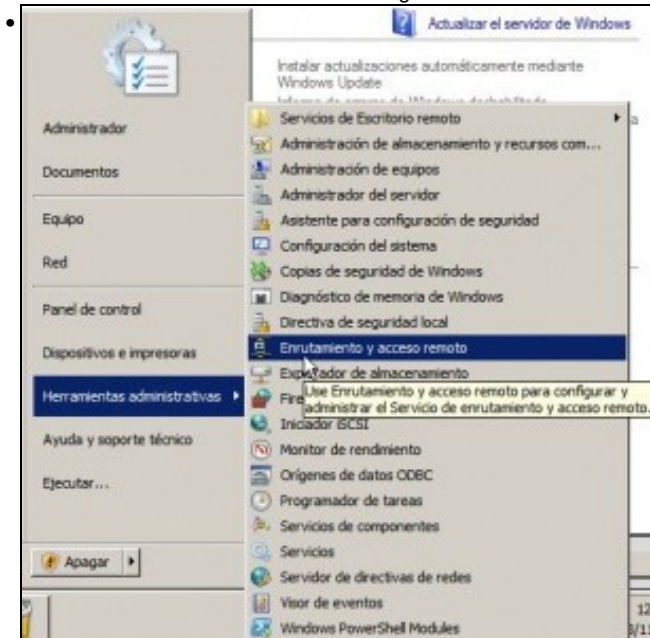 Actualizar el servidor de Windows
Instalar actualizaciones automáticamente mediante
Windows Update
Administrador
Documentos
Equipo
Red
Panel de control
Dispositivos e impresoras
Herramientas administrativas
Ayuda y soporte técnico
Ejecutar...
Apagar
Servicios de Escritorio remoto
Administración de almacenamiento y recursos com...
Administración de equipos
Administrador del servidor
Asistente para configuración de seguridad
Configuración del sistema
Copias de seguridad de Windows
Diagnóstico de memoria de Windows
Directiva de seguridad local
Enrutamiento y acceso remoto
de almacenamiento
Use Enrutamiento y acceso remoto para configurar y
administrar el Servicio de enrutamiento y acceso remoto.
Iniciador iSCSI
Monitor de rendimiento
Orígenes de datos ODBC
Programador de tareas
Servicios de componentes
Servicios
Servidor de directivas de redes
Visor de eventos
Windows PowerShell Modules
12